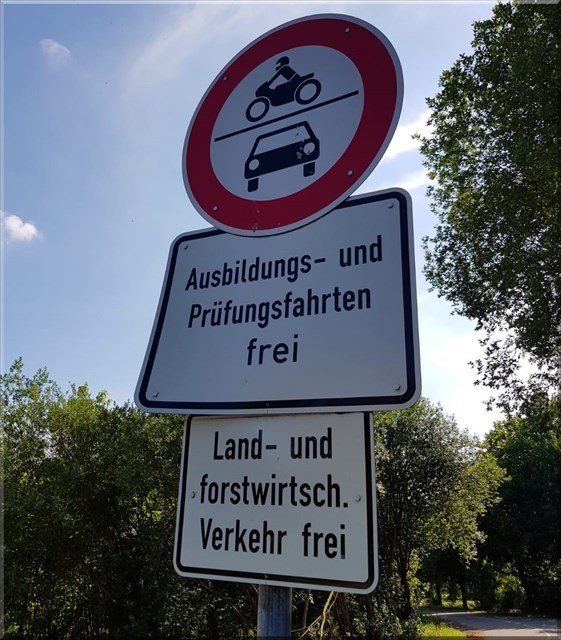 Ausbildungs- und
Prüfungsfahrten
frei
Land- und
forstwirtsch.
Verkehr frei